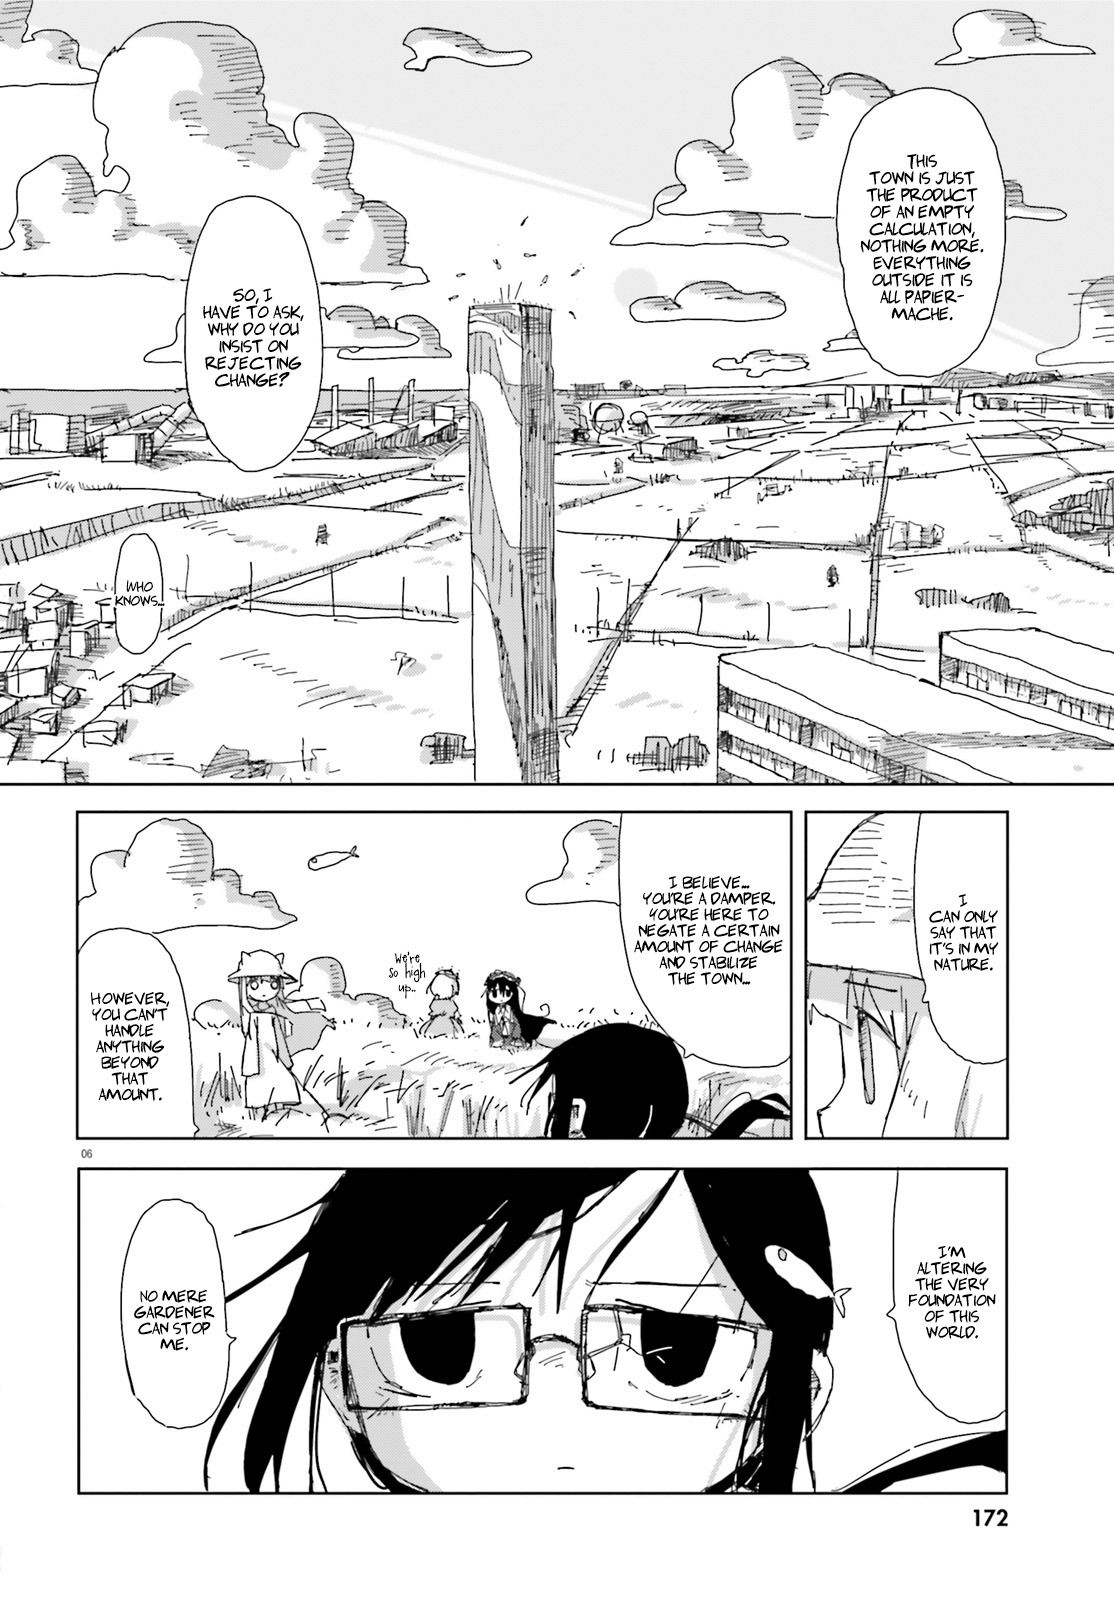 THIS
TOWN IS JUST
THE PRODUCT
OF AN EMPTY
CALCULATION,
NOTHING MORE.
EVERYTHING
OUTSIDE IT IS
ALL PAPIER-
MACHE.
SO, I
HAVE TO ASK,
WHY DO YOU
INSIST ON
REJECTING
CHANGE?
WHO
KNOWS...
I
CAN ONLY
SAY THAT
IT'S IN MY
NATURE.
I BELIEVE...
YOU'RE A DAMPER.
YOU'RE HERE TO
NEGATE A CERTAIN
AMOUNT OF CHANGE
AND STABILIZE
THE TOWN...
We're
so high
up..
HOWEVER,
YOU CAN'T
HANDLE
ANYTHING
BEYOND
THAT
AMOUNT.
06
I'M
ALTERING
THE VERY
FOUNDATION
OF THIS
WORLD.
NO MERE
GARDENER
CAN STOP
ME.
172